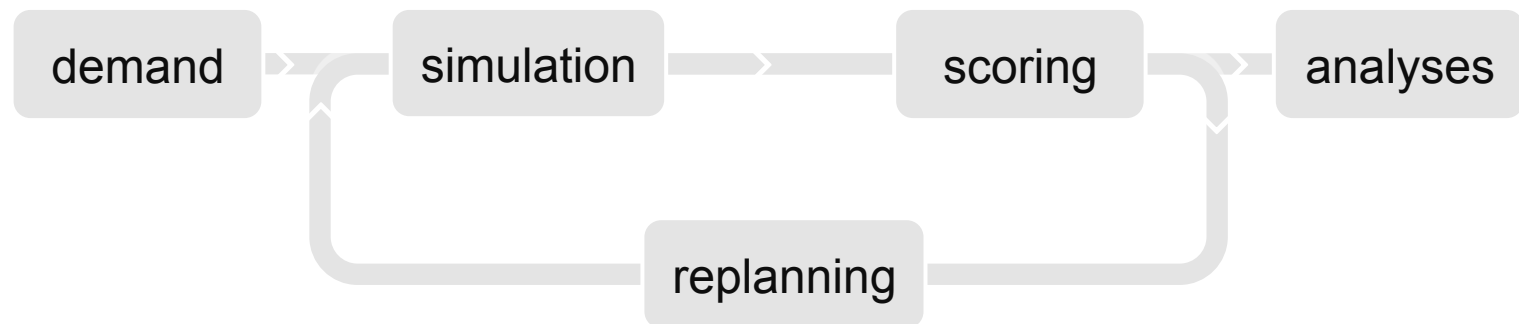 demand
simulation
scoring
analyses
replanning